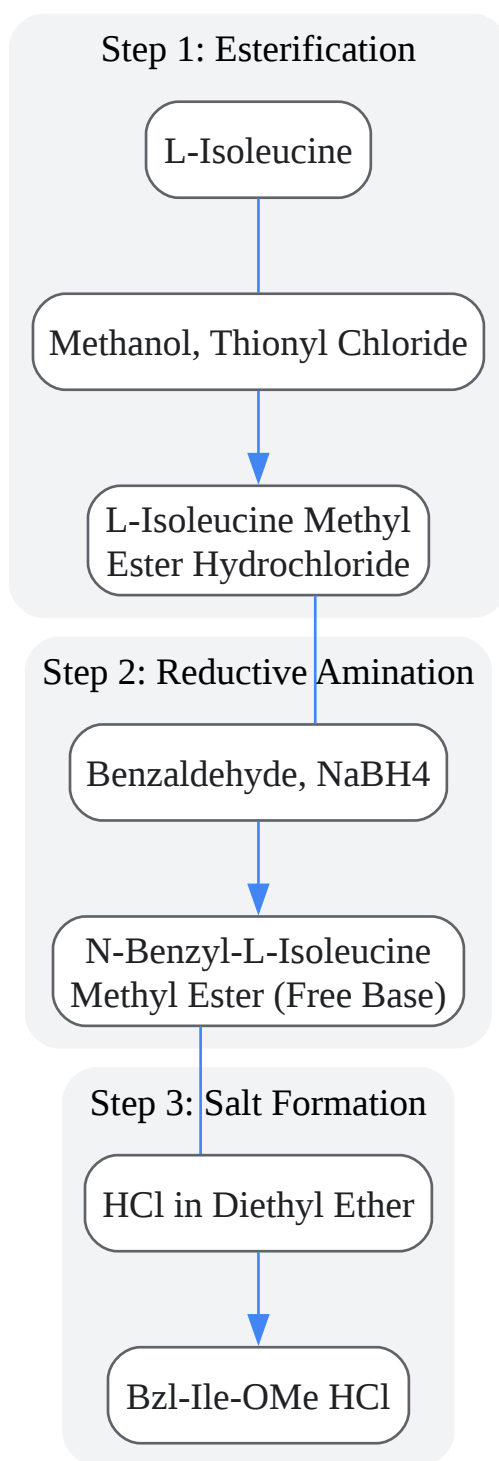 Step 1: Esterification
L-Isoleucine
Methanol, Thionyl Chloride
L-Isoleucine Methyl
Ester Hydrochloride
Step 2: Reductive Amination
Benzaldehyde, NaBH4
N-Benzyl-L-Isoleucine
Methyl Ester (Free Base)
Step 3: Salt Formation
HCl in Diethyl Ether
Bzl-Ile-OMe HCl